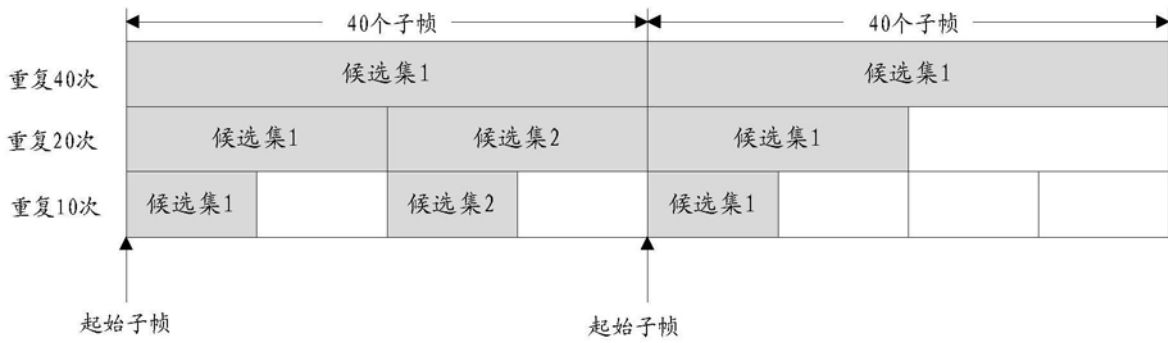 40个子帧 40个子帧
重复40次 候选集1 候选集1
重复20次 候选集1 候选集2 候选集1
重复10次 候选集1 候选集2 候选集1
起始子帧 起始子帧